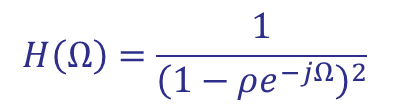 H(Ω) = 1 / (1 − ρe^{−jΩ})²